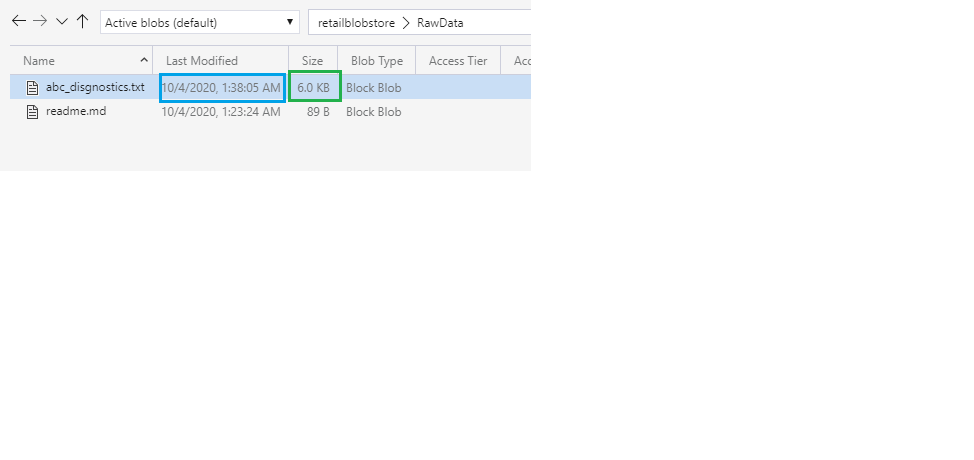 Active blobs (default) retailblobstore RawData
Name Last Modified Size Blob Type Access Tier Acc
abc_disgnostics.txt 10/4/2020, 1:38:05 AM 6.0 KB Block Blob
readme.md 10/4/2020, 1:23:24 AM 89 B Block Blob